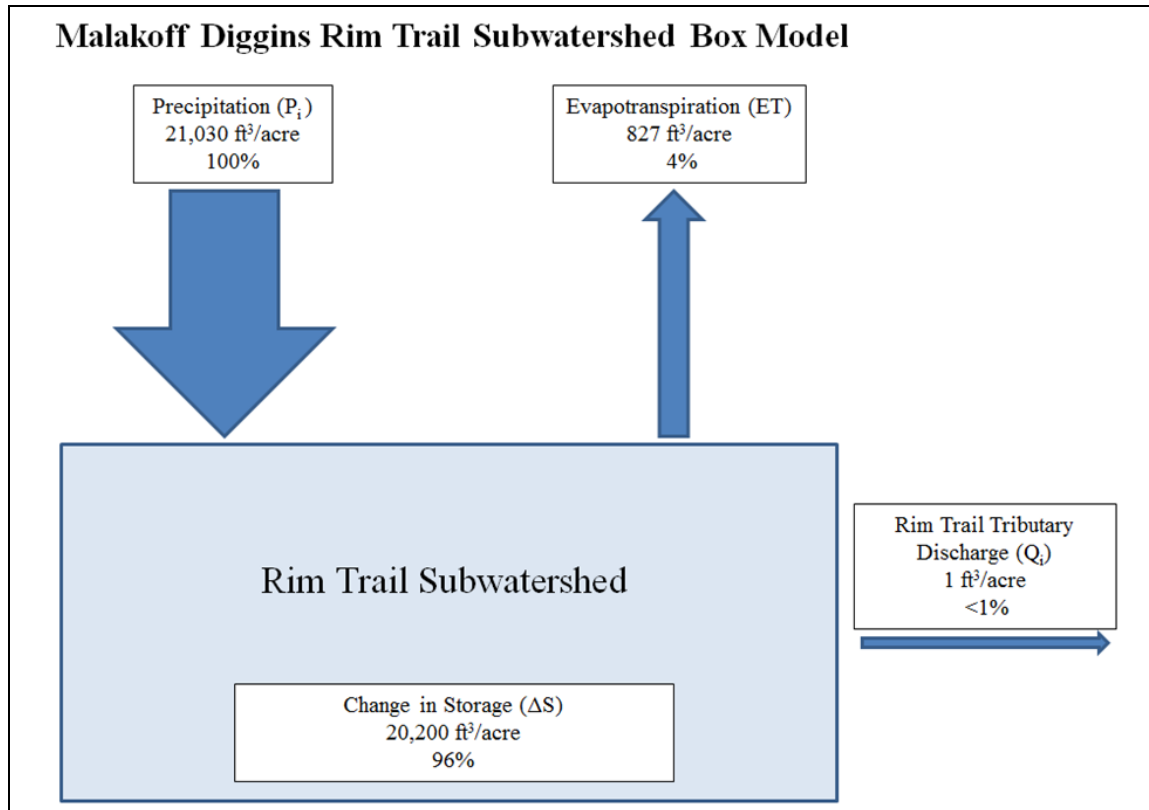 Malakoff Diggins Rim Trail Subwatershed Box Model
Precipitation (Pᵢ)
21,030 ft³/acre
100%
Evapotranspiration (ET)
827 ft³/acre
4%
Rim Trail Subwatershed
Rim Trail Tributary
Discharge (Qᵢ)
1 ft³/acre
<1%
Change in Storage (ΔS)
20,200 ft³/acre
96%